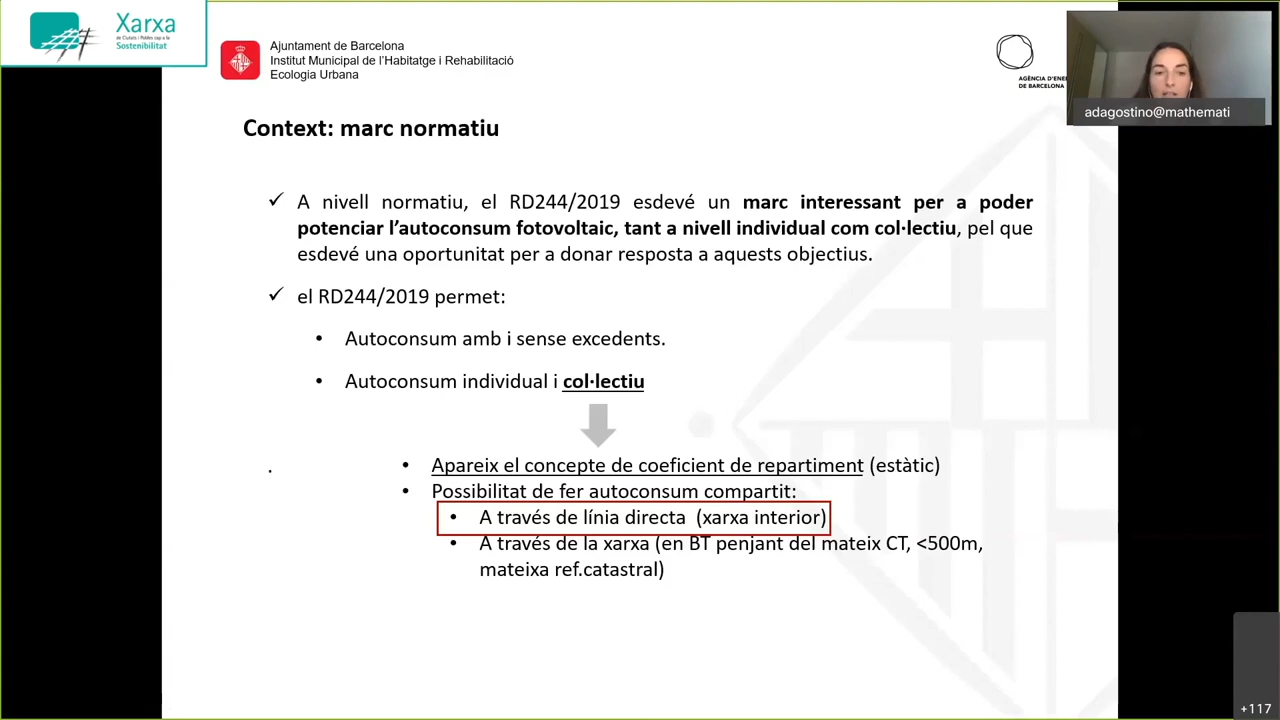 Xarxa
de Ciutats i Pobles cap a la
Sostenibilitat
Ajuntament de Barcelona
Institut Municipal de l'Habitatge i Rehabilitació
Ecologia Urbana
AGÈNCIA D'ENE
DE BARCELONA
adagostino@mathemati
Context: marc normatiu
✓ A nivell normatiu, el RD244/2019 esdevé un marc interessant per a poder
potenciar l'autoconsum fotovoltaic, tant a nivell individual com col·lectiu, pel que
esdevé una oportunitat per a donar resposta a aquests objectius.
✓ el RD244/2019 permet:
• Autoconsum amb i sense excedents.
• Autoconsum individual i col·lectiu
.
• Apareix el concepte de coeficient de repartiment (estàtic)
• Possibilitat de fer autoconsum compartit:
• A través de línia directa (xarxa interior)
• A través de la xarxa (en BT penjant del mateix CT, <500m,
mateixa ref.catastral)
+117